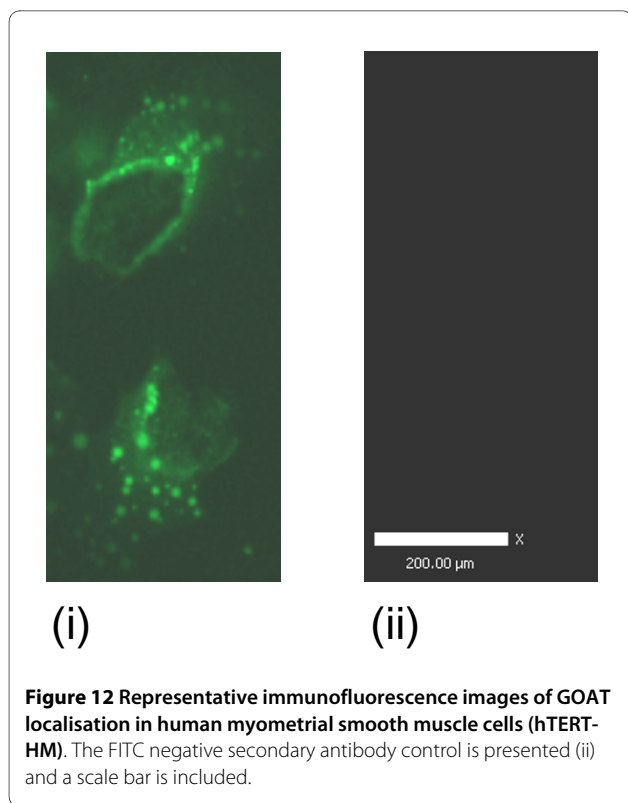 X
200.00 µm
(i)
(ii)
Figure 12 Representative immunofluorescence images of GOAT
localisation in human myometrial smooth muscle cells (hTERT-
HM). The FITC negative secondary antibody control is presented (ii)
and a scale bar is included.